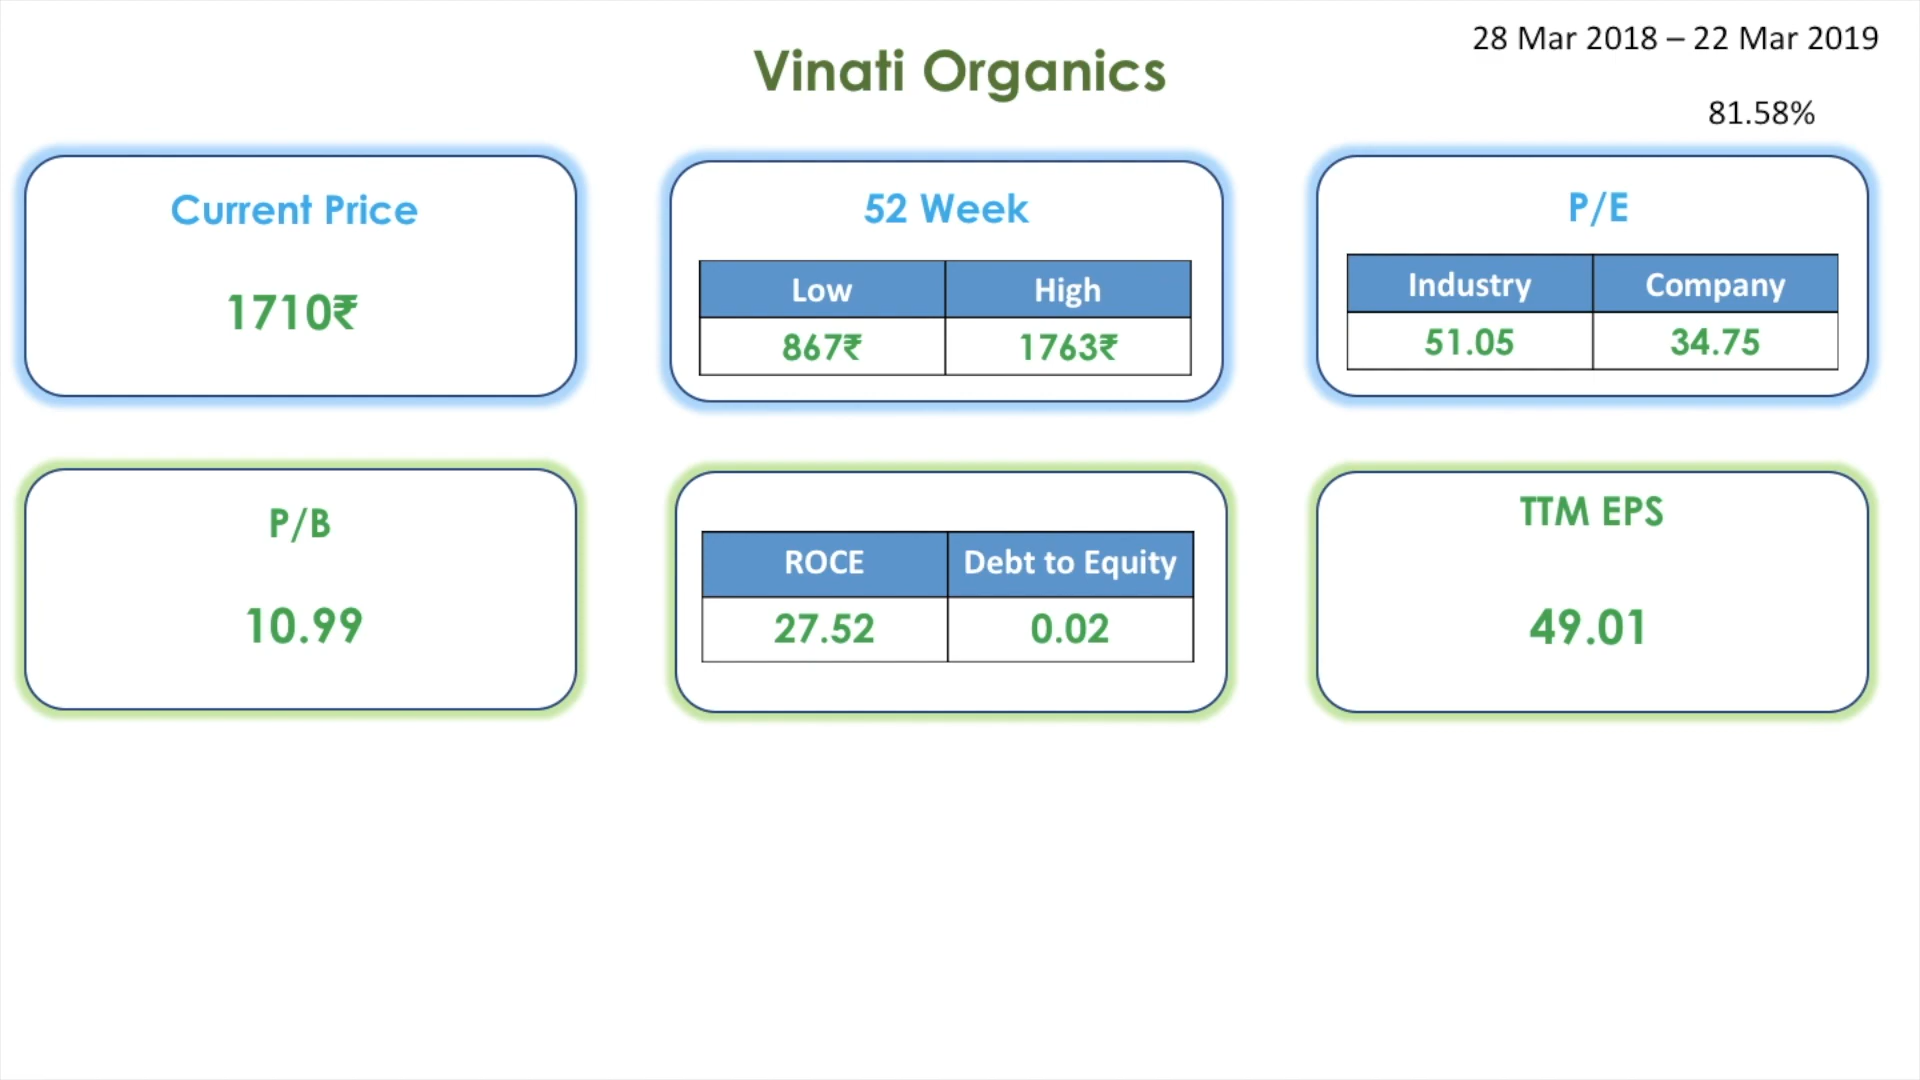 28 Mar 2018 – 22 Mar 2019
Vinati Organics
81.58%
Current Price
1710₹
52 Week
Low High
867₹ 1763₹
P/E
Industry Company
51.05 34.75
P/B
10.99
ROCE Debt to Equity
27.52 0.02
TTM EPS
49.01